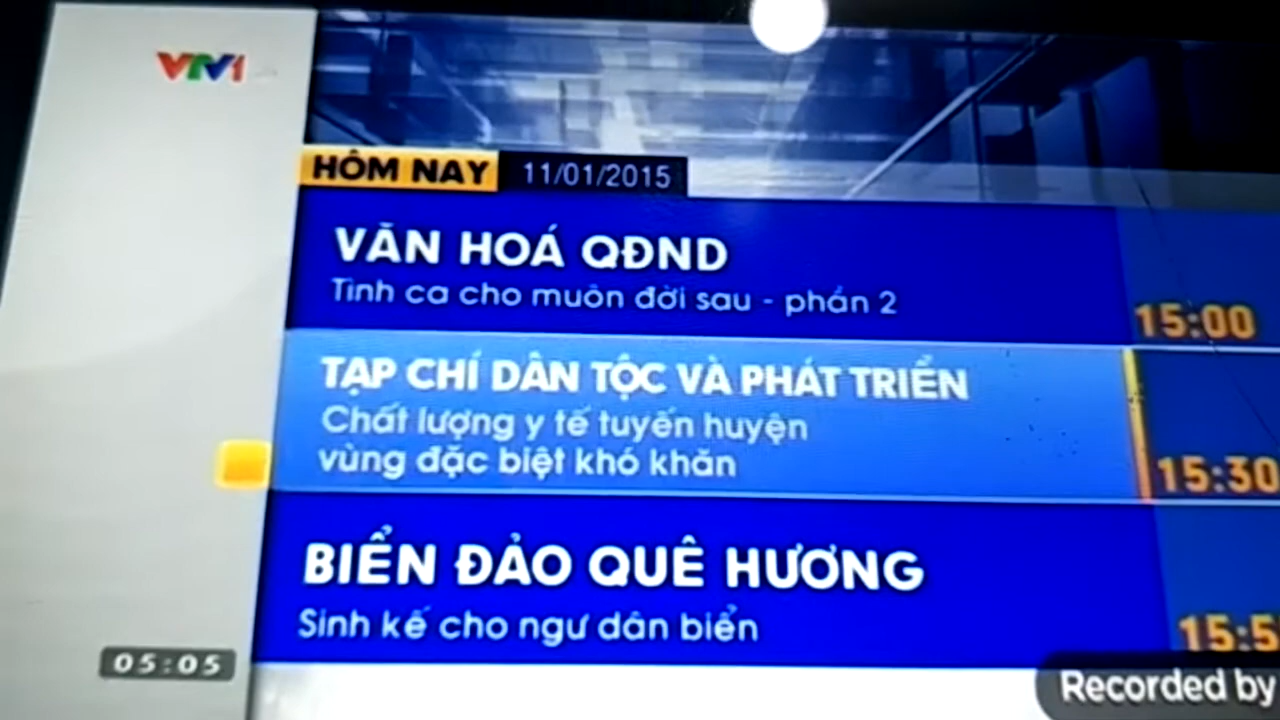 VTV1
HÔM NAY 11/01/2015
VĂN HOÁ QĐND
Tình ca cho muôn đời sau - phần 2
15:00
TẠP CHÍ DÂN TỘC VÀ PHÁT TRIỂN
Chất lượng y tế tuyến huyện
vùng đặc biệt khó khăn
15:30
BIỂN ĐẢO QUÊ HƯƠNG
Sinh kế cho ngư dân biển
15:5
05:05
Recorded by